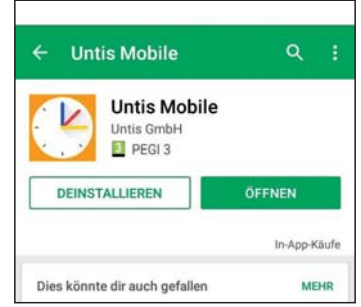 Untis Mobile
Untis Mobile
Untis GmbH
3 PEGI 3
DEINSTALLIEREN
ÖFFNEN
In-App-Käufe
Dies könnte dir auch gefallen
MEHR